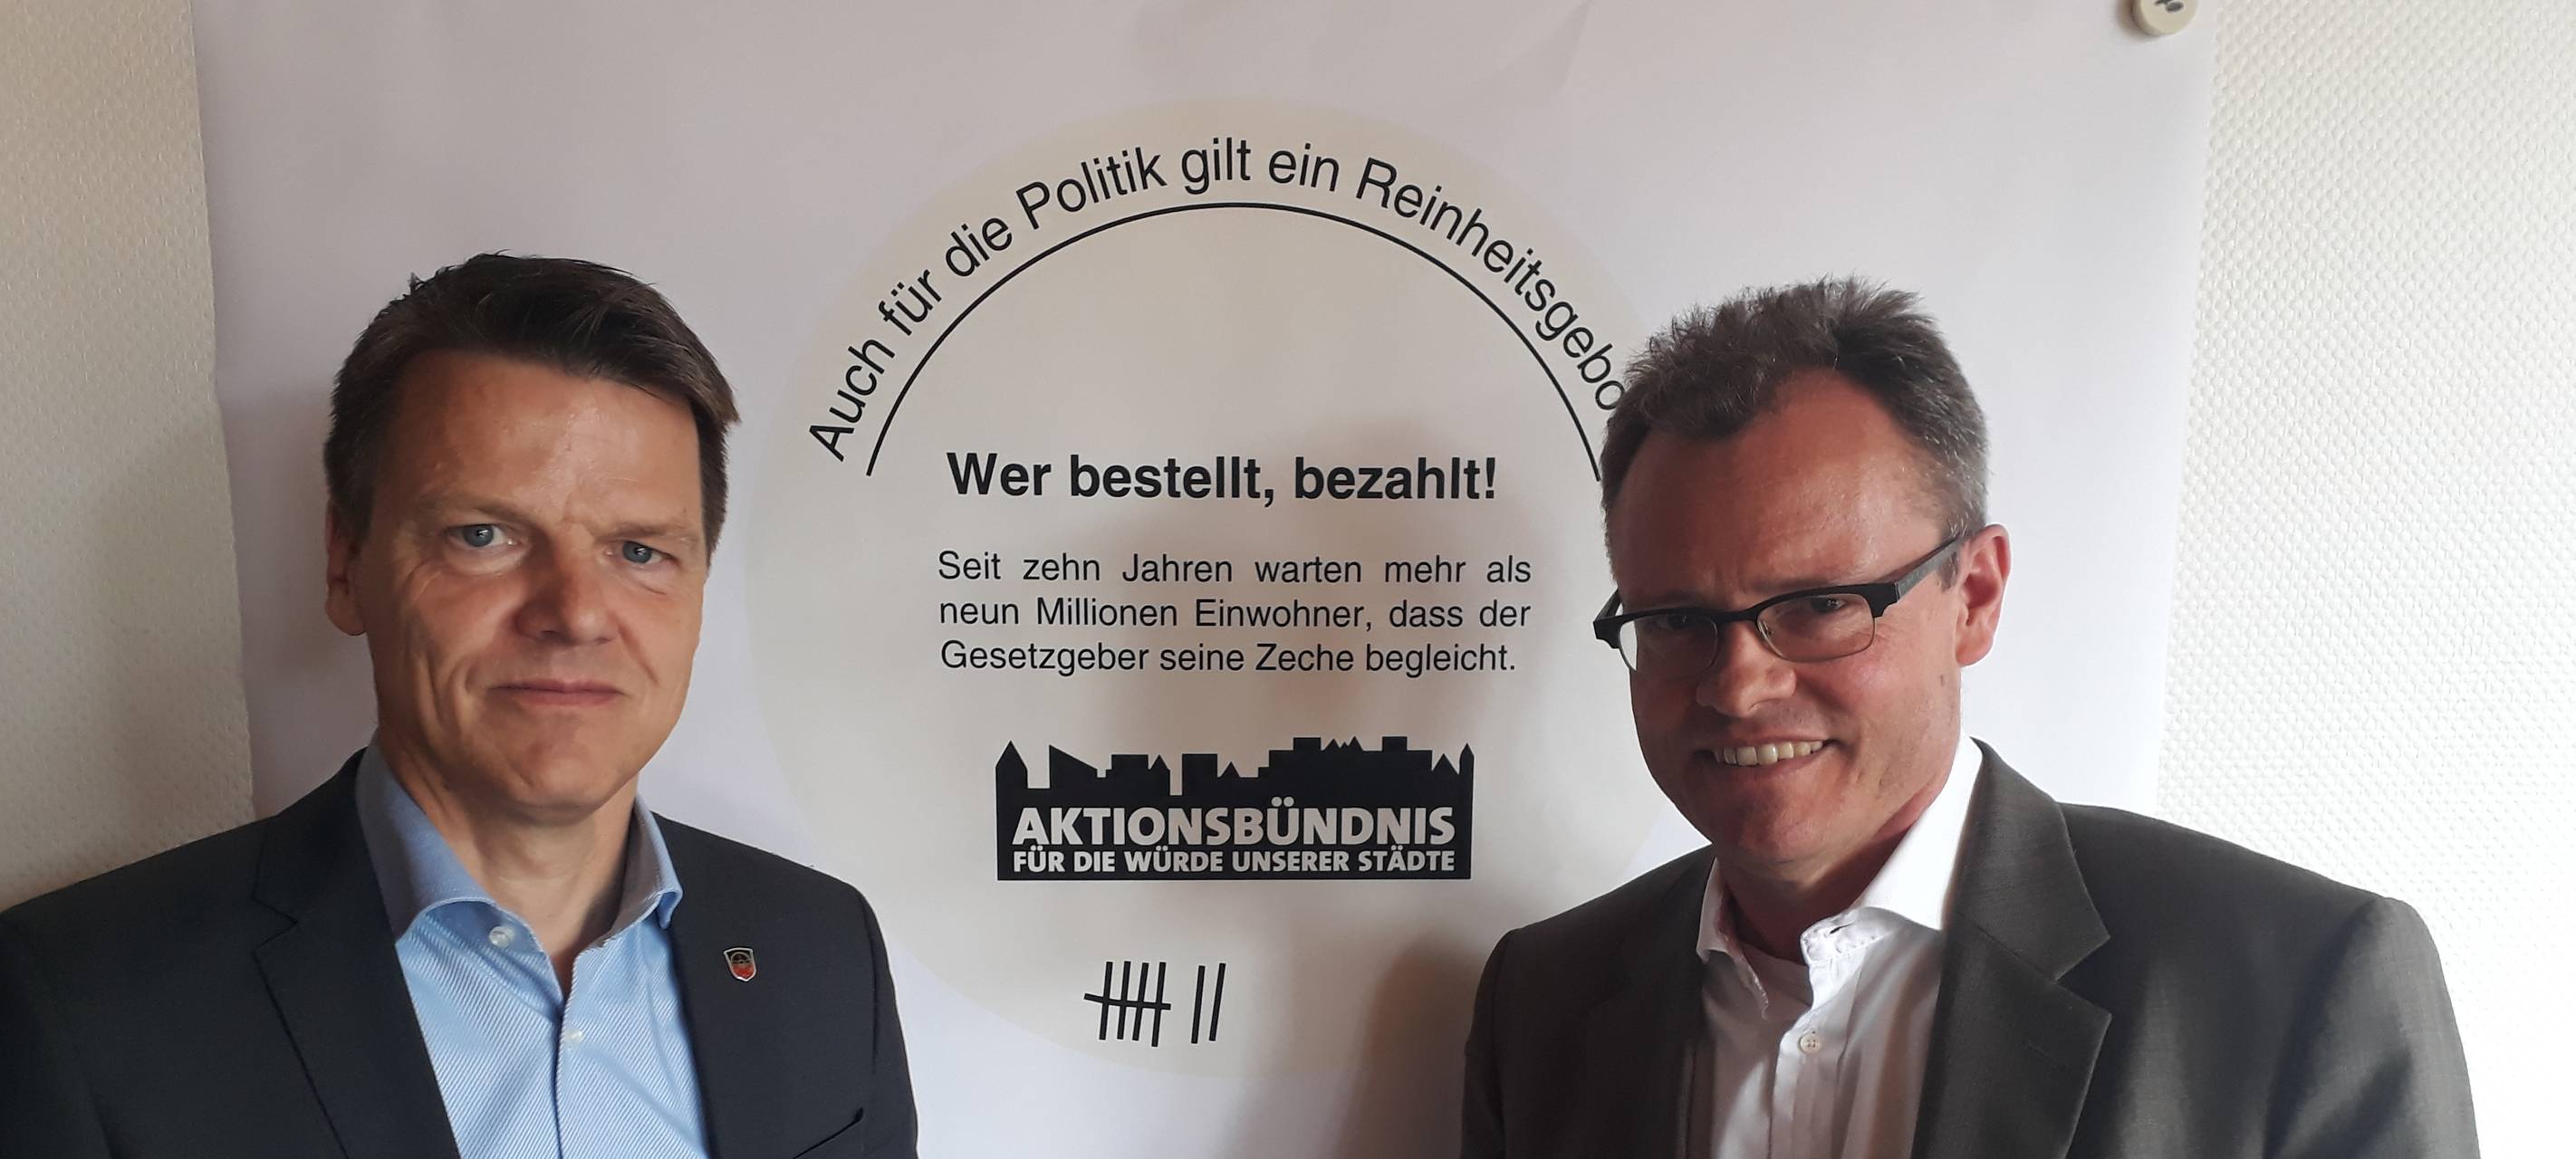 Auch für die Politik gilt ein Reinheitsgebo
Wer bestellt, bezahlt!
Seit zehn Jahren warten mehr als
neun Millionen Einwohner, dass der
Gesetzgeber seine Zeche begleicht.
AKTIONSBÜNDNIS
FÜR DIE WÜRDE UNSERER STÄDTE